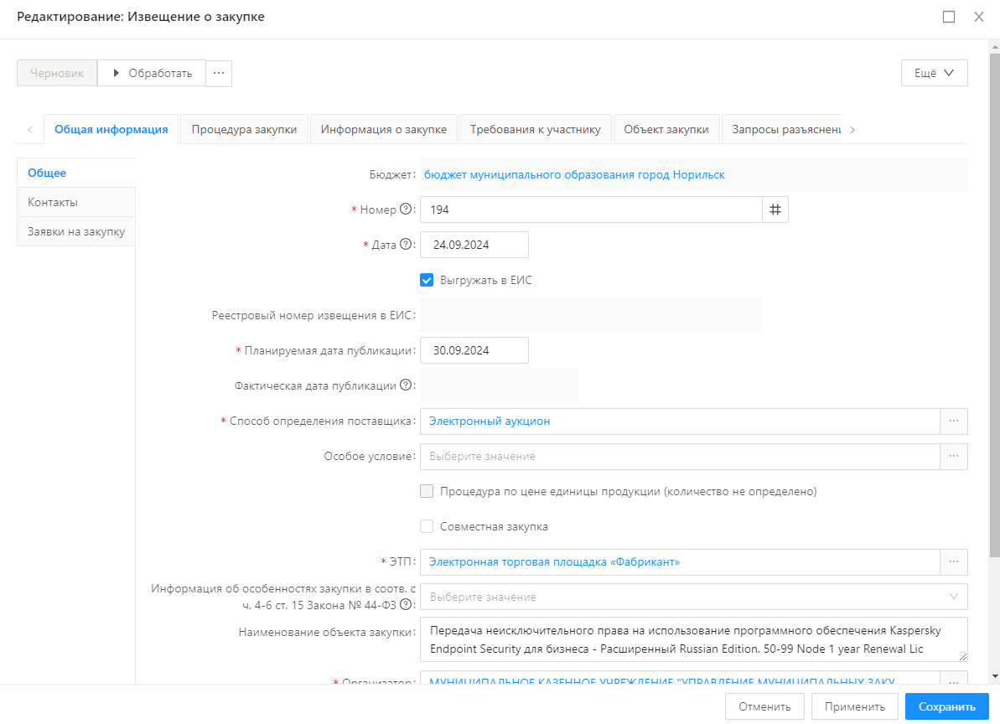 Редактирование: Извещение о закупке
Черновик
Обработать
...
Ещё
Общая информация
Процедура закупки
Информация о закупке
Требования к участнику
Объект закупки
Запросы разъяснени
Общее
Контакты
Заявки на закупку
Бюджет: бюджет муниципального образования город Норильск
* Номер ?: 194 #
* Дата ?: 24.09.2024
Выгружать в ЕИС
Реестровый номер извещения в ЕИС:
* Планируемая дата публикации: 30.09.2024
Фактическая дата публикации ?:
* Способ определения поставщика: Электронный аукцион ...
Особое условие: Выберите значение ...
Процедура по цене единицы продукции (количество не определено)
Совместная закупка
* ЭТП: Электронная торговая площадка «Фабрикант» ...
Информация об особенностях закупки в соотв. с
ч. 4-6 ст. 15 Закона № 44-ФЗ ?: Выберите значение
Наименование объекта закупки: Передача неисключительного права на использование программного обеспечения Kaspersky
Endpoint Security для бизнеса - Расширенный Russian Edition. 50-99 Node 1 year Renewal Lic
* Организатор: МУНИЦИПАЛЬНОЕ КАЗЕННОЕ УЧРЕЖДЕНИЕ "УПРАВЛЕНИЕ МУНИЦИПАЛЬНЫХ ЗАКУ ...
Отменить
Применить
Сохранить